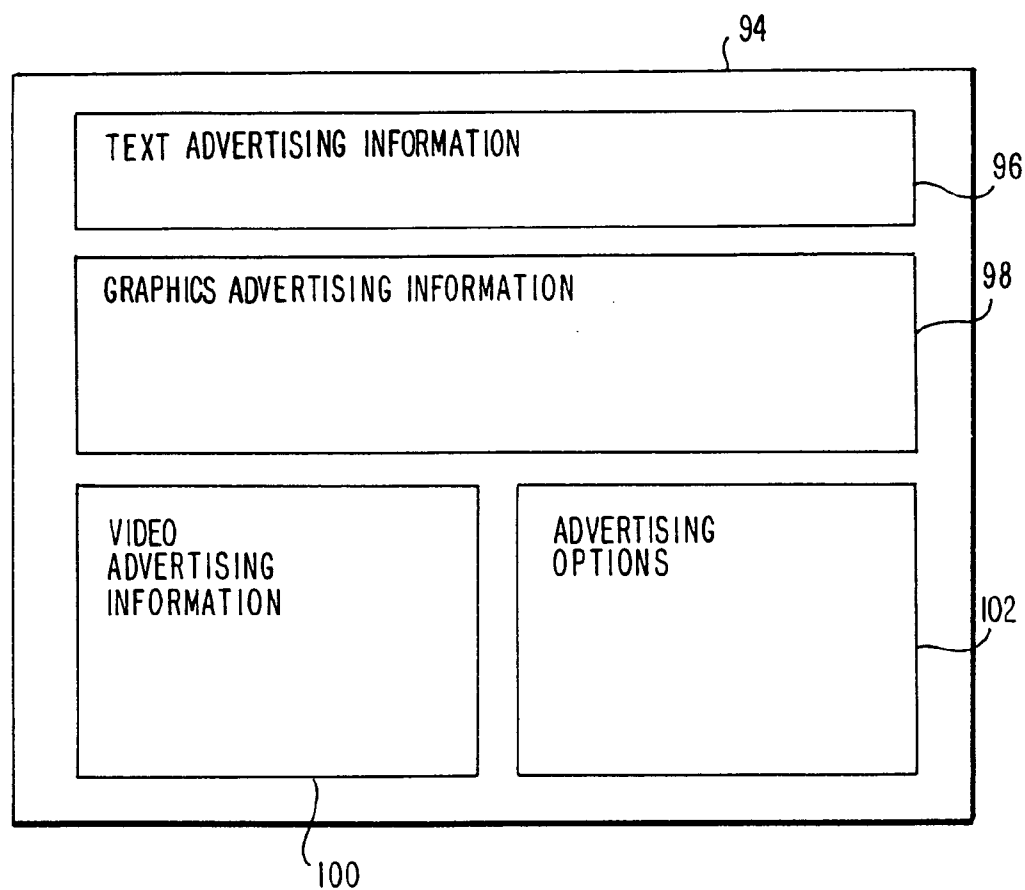 94
TEXT ADVERTISING INFORMATION
96
GRAPHICS ADVERTISING INFORMATION
98
VIDEO
ADVERTISING
INFORMATION
ADVERTISING
OPTIONS
102
100